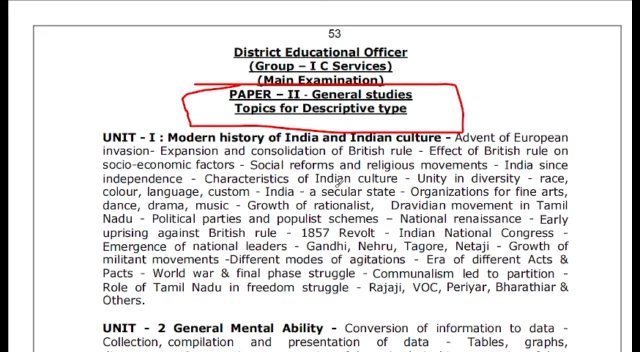 53
District Educational Officer
(Group – I C Services)
(Main Examination)
PAPER – II - General studies
Topics for Descriptive type
UNIT - I : Modern history of India and Indian culture - Advent of European
invasion- Expansion and consolidation of British rule - Effect of British rule on
socio-economic factors - Social reforms and religious movements - India since
independence - Characteristics of Indian culture - Unity in diversity - race,
colour, language, custom - India - a secular state - Organizations for fine arts,
dance, drama, music - Growth of rationalist, Dravidian movement in Tamil
Nadu - Political parties and populist schemes – National renaissance - Early
uprising against British rule - 1857 Revolt - Indian National Congress -
Emergence of national leaders - Gandhi, Nehru, Tagore, Netaji - Growth of
militant movements -Different modes of agitations - Era of different Acts &
Pacts - World war & final phase struggle - Communalism led to partition -
Role of Tamil Nadu in freedom struggle - Rajaji, VOC, Periyar, Bharathiar &
Others.
UNIT - 2 General Mental Ability - Conversion of information to data -
Collection, compilation and presentation of data - Tables, graphs,